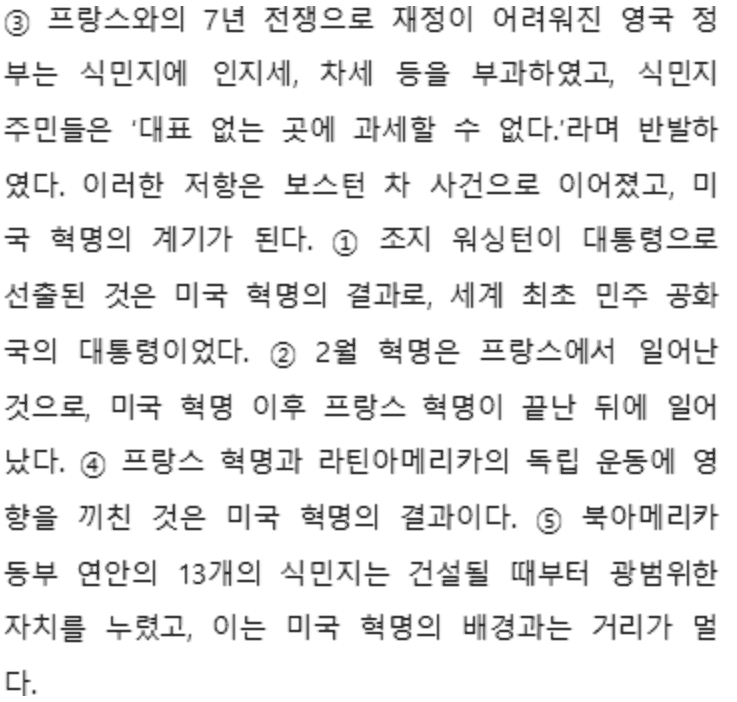 ③ 프랑스와의 7년 전쟁으로 재정이 어려워진 영국 정
부는 식민지에 인지세, 차세 등을 부과하였고, 식민지
주민들은 ‘대표 없는 곳에 과세할 수 없다.’라며 반발하
였다. 이러한 저항은 보스턴 차 사건으로 이어졌고, 미
국 혁명의 계기가 된다. ① 조지 워싱턴이 대통령으로
선출된 것은 미국 혁명의 결과로, 세계 최초 민주 공화
국의 대통령이었다. ② 2월 혁명은 프랑스에서 일어난
것으로, 미국 혁명 이후 프랑스 혁명이 끝난 뒤에 일어
났다. ④ 프랑스 혁명과 라틴아메리카의 독립 운동에 영
향을 끼친 것은 미국 혁명의 결과이다. ⑤ 북아메리카
동부 연안의 13개의 식민지는 건설될 때부터 광범위한
자치를 누렸고, 이는 미국 혁명의 배경과는 거리가 멀
다.